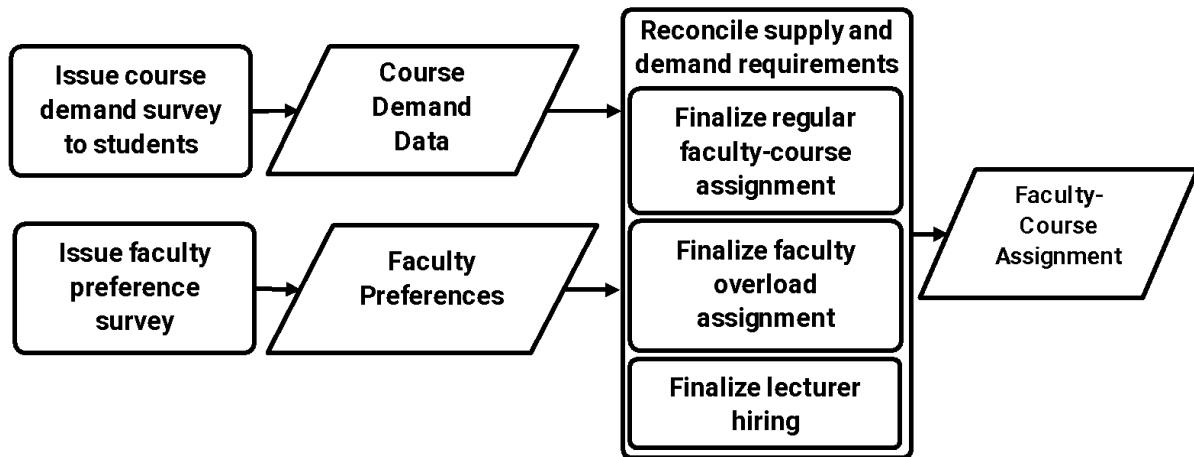 Issue course
demand survey
to students
Course
Demand
Data
Issue faculty
preference
survey
Faculty
Preferences
Reconcile supply and
demand requirements
Finalize regular
faculty-course
assignment
Finalize faculty
overload
assignment
Finalize lecturer
hiring
Faculty-
Course
Assignment